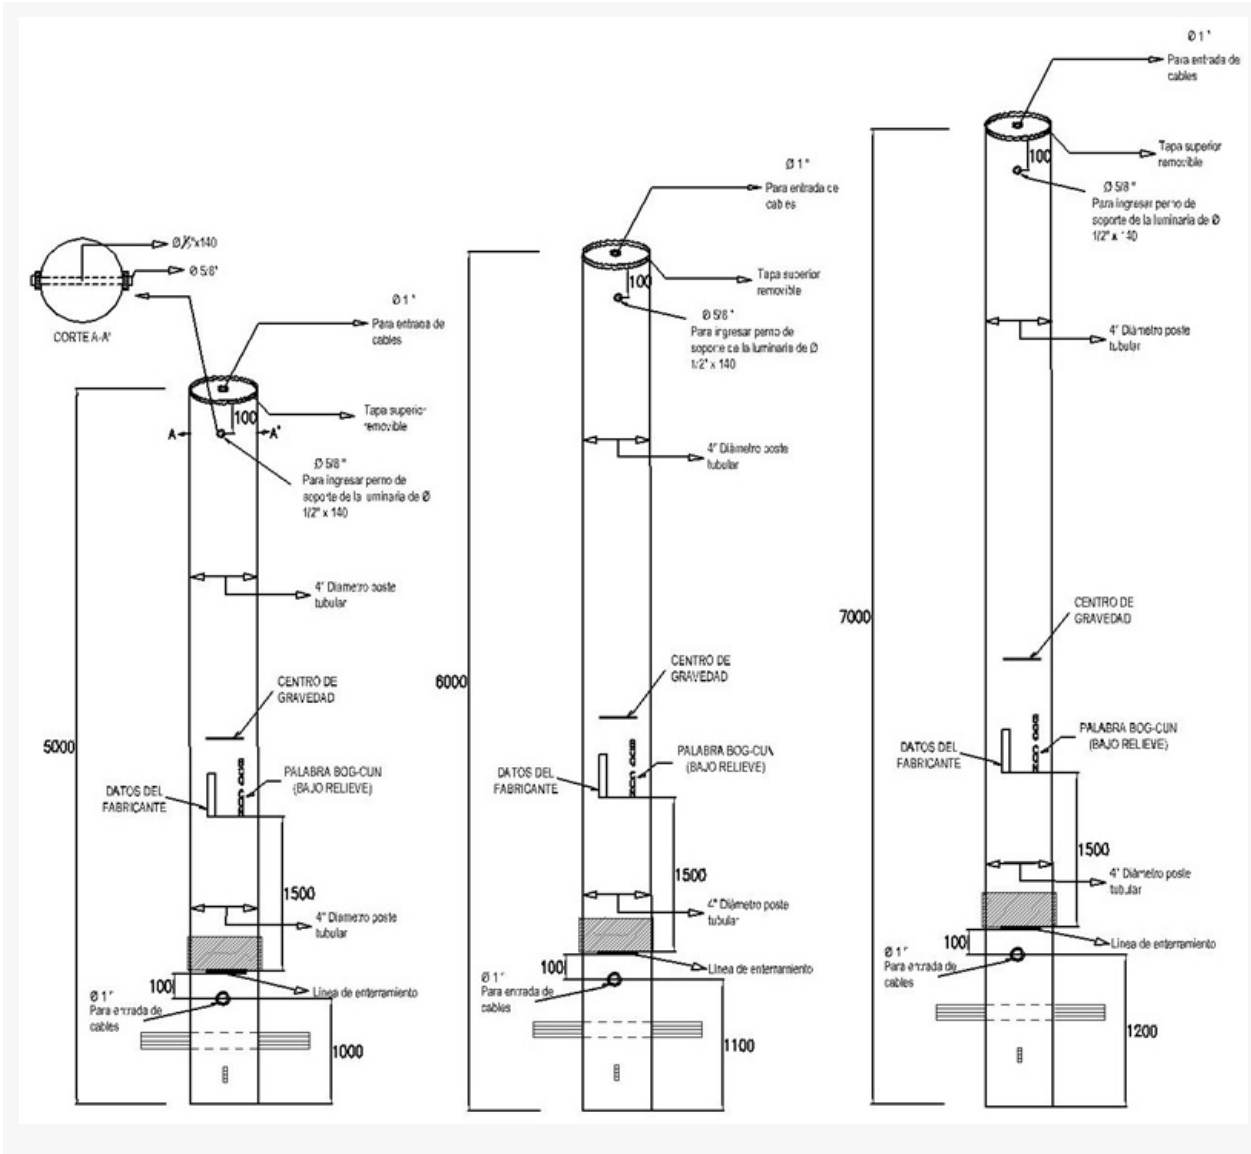 Ø 1"
Para entrada de
cables
Tapa superior
removible
100
Ø 5/8"
Para ingresar perno de
soporte de la luminaria de Ø
1/2" x 140
4" Diámetro poste
tubular
7000
CENTRO DE
GRAVEDAD
DATOS DEL
FABRICANTE
PALABRA BOG-CUN
(BAJO RELIEVE)
1500
4" Diámetro poste
tubular
100
Línea de enterramiento
Ø 1"
Para entrada de
cables
1200
Ø 1"
Para entrada de
cables
Tapa superior
removible
100
Ø 5/8"
Para ingresar perno de
soporte de la luminaria de Ø
1/2" x 140
4" Diámetro poste
tubular
6000
CENTRO DE
GRAVEDAD
DATOS DEL
FABRICANTE
PALABRA BOG-CUN
(BAJO RELIEVE)
1500
4" Diámetro poste
tubular
100
Línea de enterramiento
Ø 1"
Para entrada de
cables
1100
Ø ½"x140
Ø 5/8"
CORTE A-A'
Ø 1"
Para entrada de
cables
Tapa superior
removible
100
A
A'
Ø 5/8"
Para ingresar perno de
soporte de la luminaria de Ø
1/2" x 140
4" Diametro poste
tubular
5000
CENTRO DE
GRAVEDAD
DATOS DEL
FABRICANTE
PALABRA BOG-CUN
(BAJO RELIEVE)
1500
4" Diametro poste
tubular
100
Línea de enterramiento
Ø 1"
Para entrada de
cables
1000